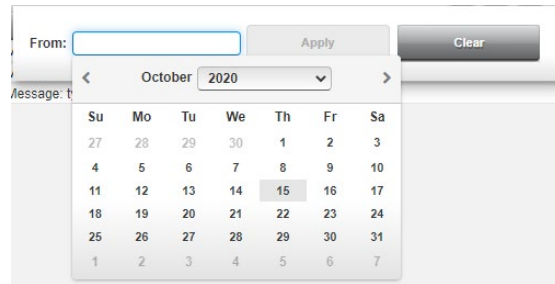 From: Apply Clear
October 2020
Message: t
Su Mo Tu We Th Fr Sa
27 28 29 30 1 2 3
4 5 6 7 8 9 10
11 12 13 14 15 16 17
18 19 20 21 22 23 24
25 26 27 28 29 30 31
1 2 3 4 5 6 7